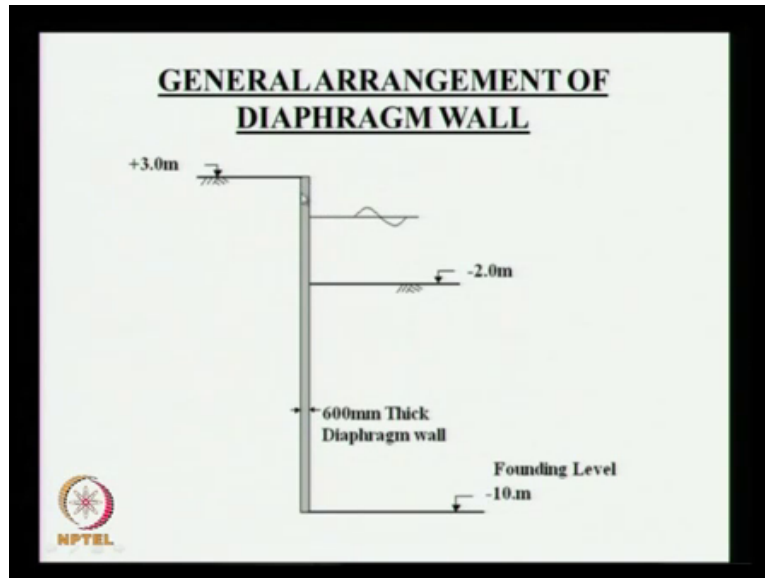 GENERAL ARRANGEMENT OF
DIAPHRAGM WALL
+3.0m
-2.0m
600mm Thick
Diaphragm wall
Founding Level
-10.m
NPTEL